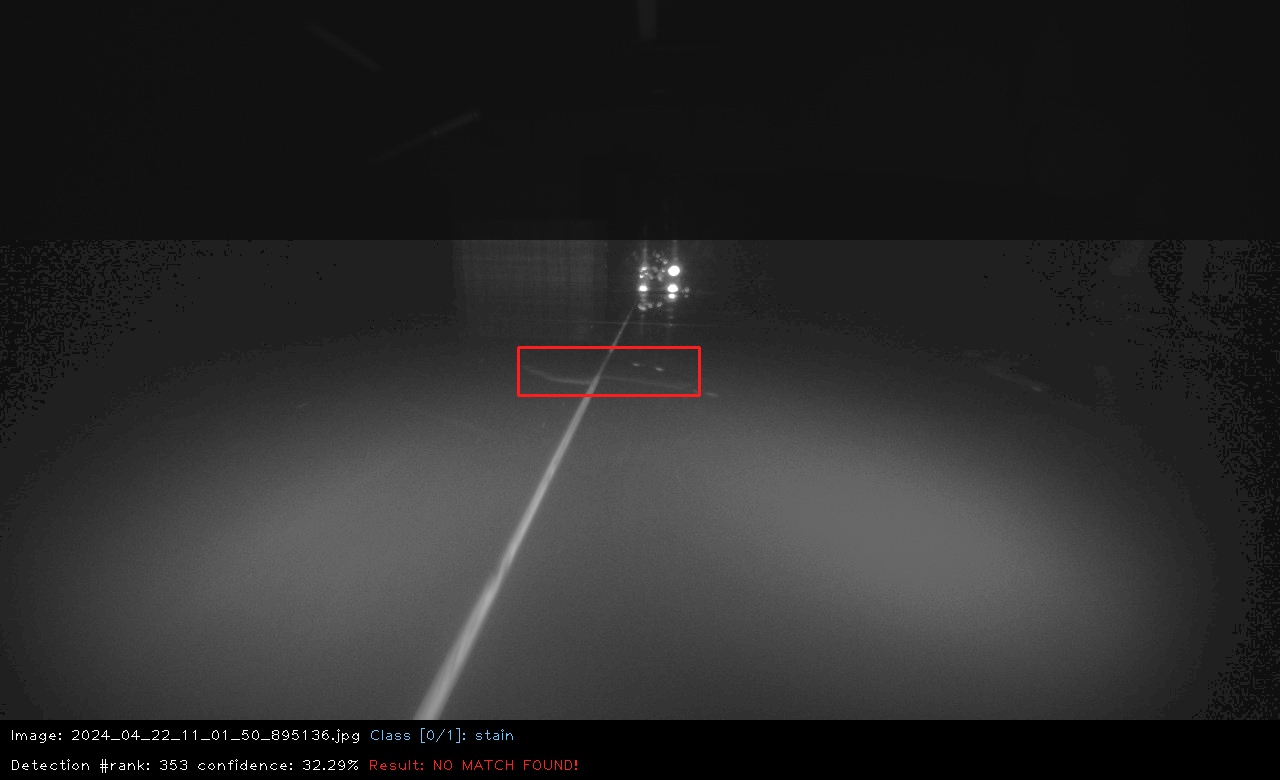 Image: 2024_04_22_11_01_50_895136.jpg Class [0/1]: stain
Detection #rank: 353 confidence: 32.29% Result: NO MATCH FOUND!